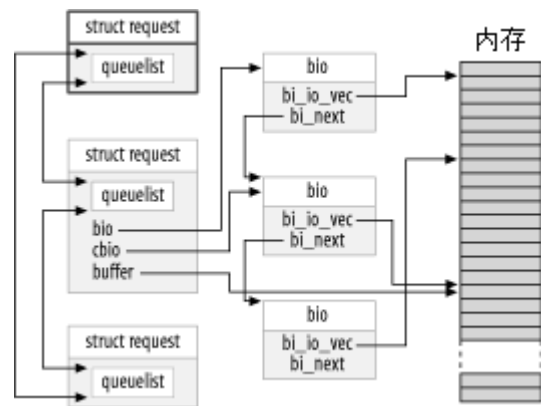 struct request
queuelist
struct request
queuelist
bio
cbio
buffer
struct request
queuelist
bio
bi_io_vec
bi_next
bio
bi_io_vec
bi_next
bio
bi_io_vec
bi_next
内存